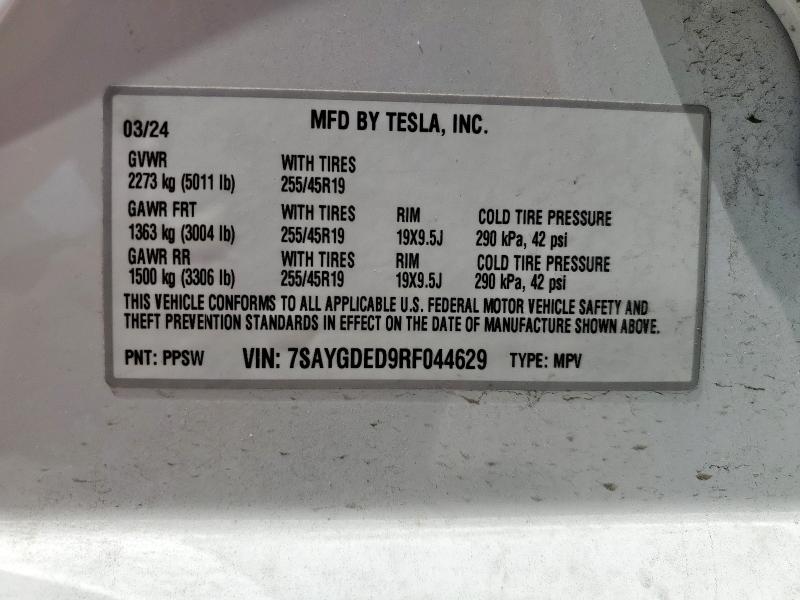 03/24 MFD BY TESLA, INC.
GVWR WITH TIRES
2273 kg (5011 lb) 255/45R19
GAWR FRT WITH TIRES RIM COLD TIRE PRESSURE
1363 kg (3004 lb) 255/45R19 19X9.5J 290 kPa, 42 psi
GAWR RR WITH TIRES RIM COLD TIRE PRESSURE
1500 kg (3306 lb) 255/45R19 19X9.5J 290 kPa, 42 psi
THIS VEHICLE CONFORMS TO ALL APPLICABLE U.S. FEDERAL MOTOR VEHICLE SAFETY AND
THEFT PREVENTION STANDARDS IN EFFECT ON THE DATE OF MANUFACTURE SHOWN ABOVE.
PNT: PPSW VIN: 7SAYGDED9RF044629 TYPE: MPV